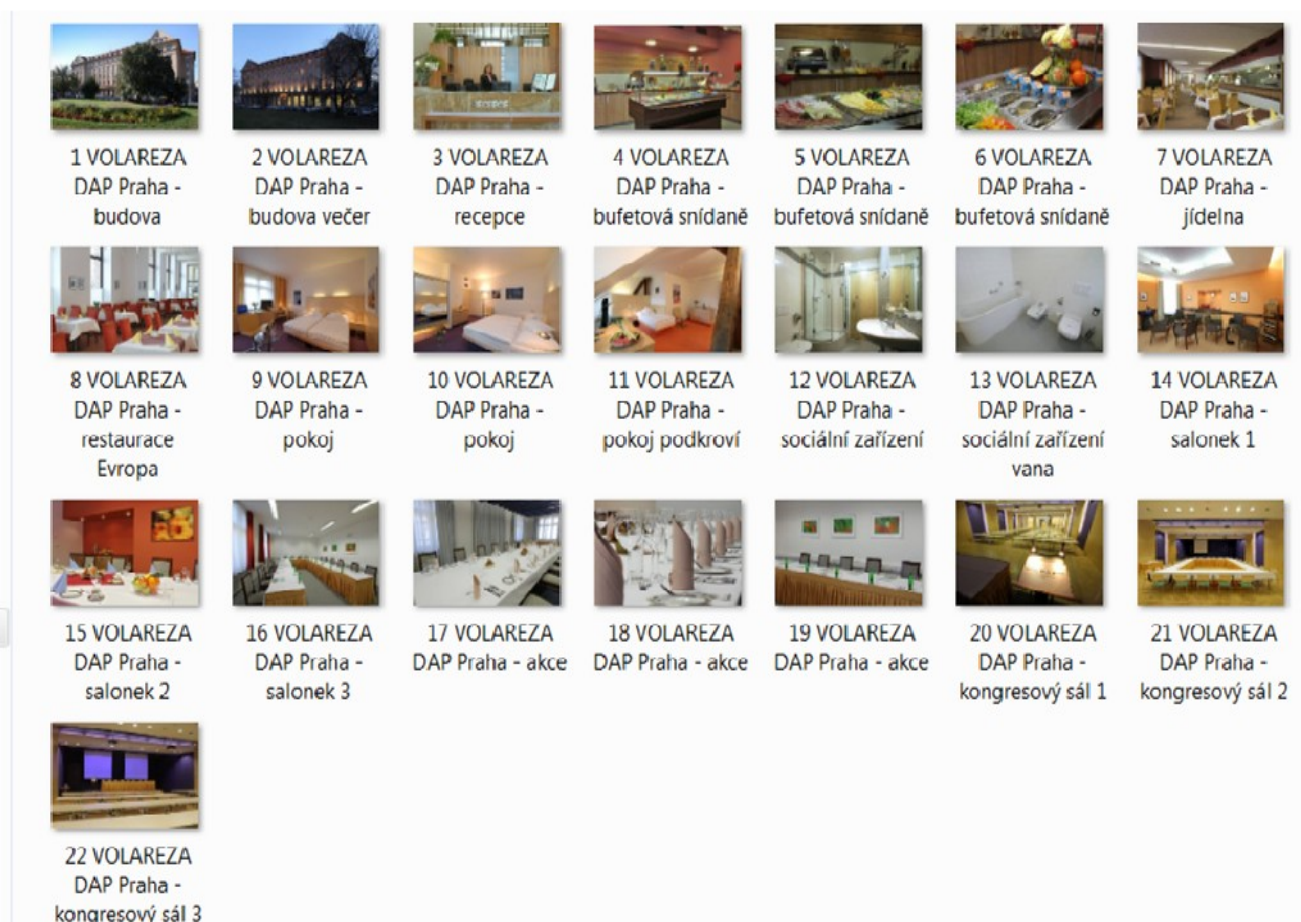 1 VOLAREZA
DAP Praha -
budova
2 VOLAREZA
DAP Praha -
budova večer
3 VOLAREZA
DAP Praha -
recepce
4 VOLAREZA
DAP Praha -
bufetová snídaně
5 VOLAREZA
DAP Praha -
bufetová snídaně
6 VOLAREZA
DAP Praha -
bufetová snídaně
7 VOLAREZA
DAP Praha -
jídelna
8 VOLAREZA
DAP Praha -
restaurace
Evropa
9 VOLAREZA
DAP Praha -
pokoj
10 VOLAREZA
DAP Praha -
pokoj
11 VOLAREZA
DAP Praha -
pokoj podkroví
12 VOLAREZA
DAP Praha -
sociální zařízení
13 VOLAREZA
DAP Praha -
sociální zařízení
vana
14 VOLAREZA
DAP Praha -
salonek 1
15 VOLAREZA
DAP Praha -
salonek 2
16 VOLAREZA
DAP Praha -
salonek 3
17 VOLAREZA
DAP Praha - akce
18 VOLAREZA
DAP Praha - akce
19 VOLAREZA
DAP Praha - akce
20 VOLAREZA
DAP Praha -
kongresový sál 1
21 VOLAREZA
DAP Praha -
kongresový sál 2
22 VOLAREZA
DAP Praha -
kongresový sál 3